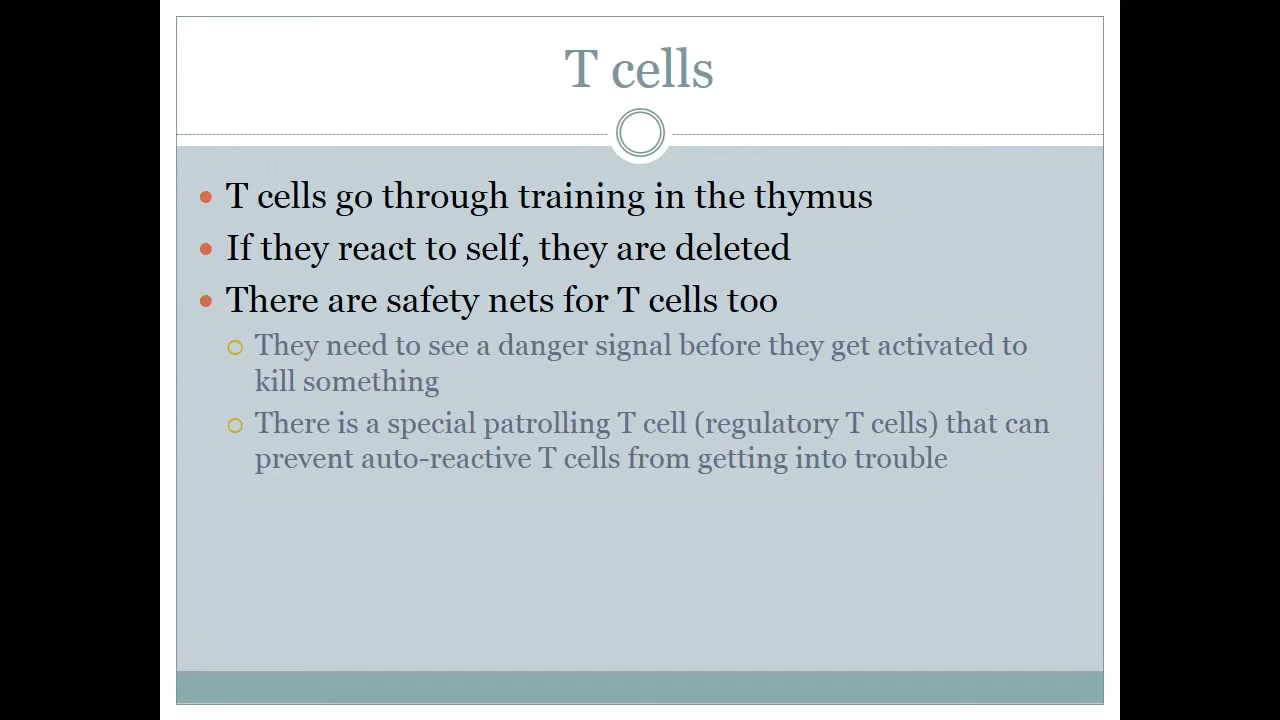 T cells
T cells go through training in the thymus
If they react to self, they are deleted
There are safety nets for T cells too
They need to see a danger signal before they get activated to
kill something
There is a special patrolling T cell (regulatory T cells) that can
prevent auto-reactive T cells from getting into trouble